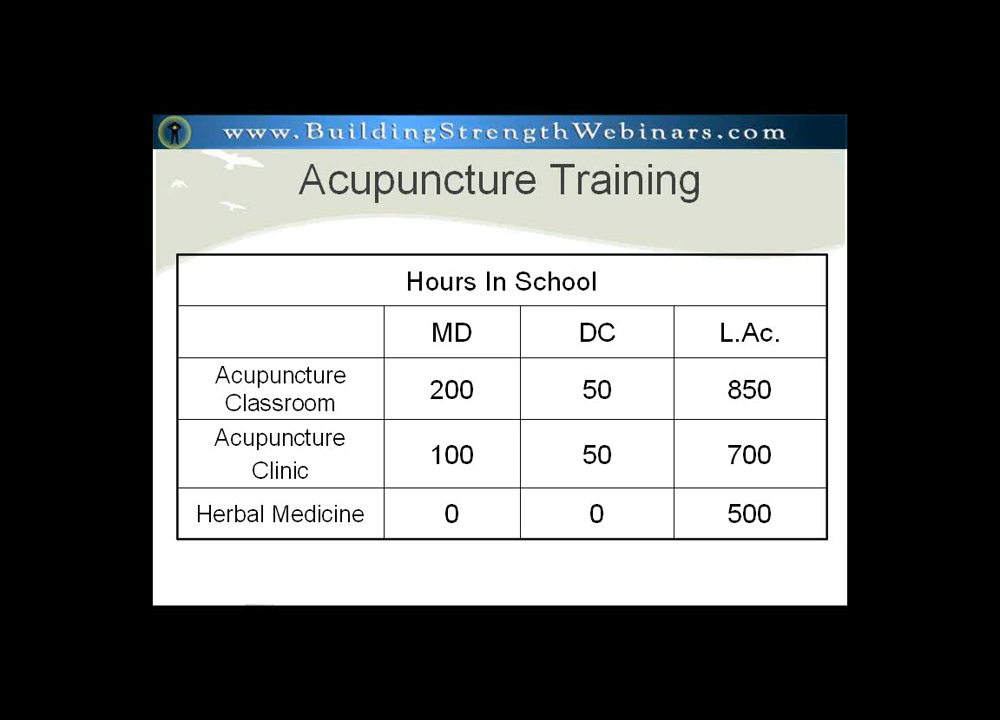 www.BuildingStrengthWebinars.com
Acupuncture Training
Hours In School
MD DC L.Ac.
Acupuncture
Classroom 200 50 850
Acupuncture
Clinic 100 50 700
Herbal Medicine 0 0 500